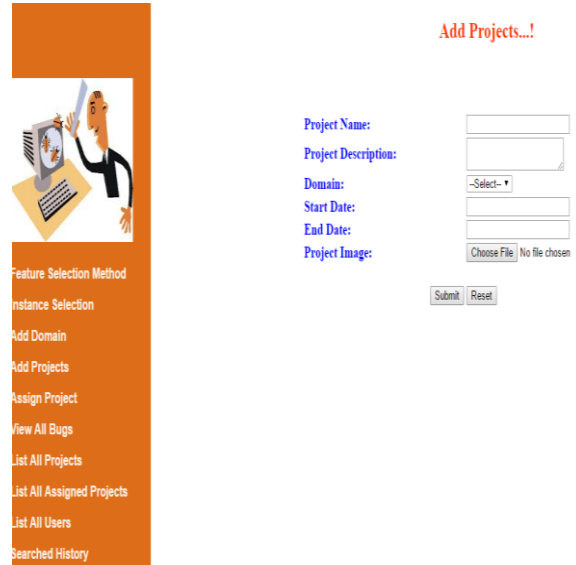 Add Projects...!
Project Name:
Project Description:
Domain:
--Select--
Start Date:
End Date:
Project Image:
Choose File No file chosen
Submit Reset
Feature Selection Method
Instance Selection
Add Domain
Add Projects
Assign Project
View All Bugs
List All Projects
List All Assigned Projects
List All Users
Searched History